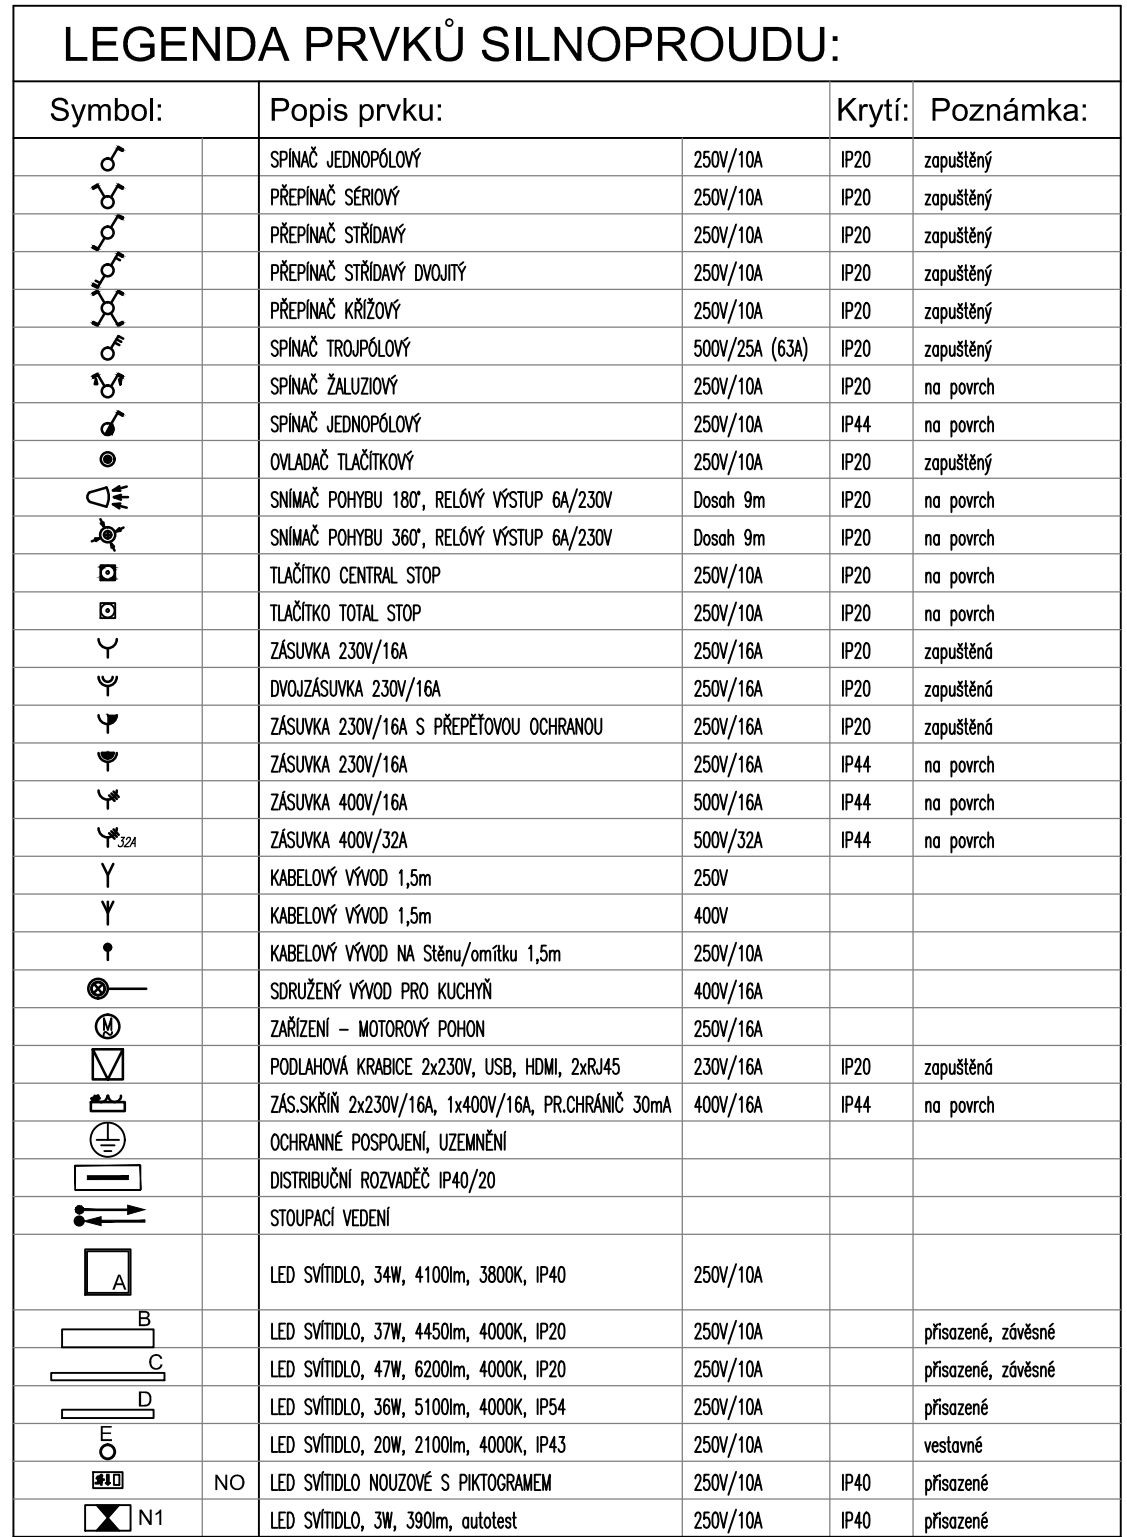 LEGENDA PRVKŮ SILNOPROUDU:
Symbol: Popis prvku: Krytí: Poznámka:
SPÍNAČ JEDNOPÓLOVÝ 250V/10A IP20 zapuštěný
PŘEPÍNAČ SÉRIOVÝ 250V/10A IP20 zapuštěný
PŘEPÍNAČ STŘÍDAVÝ 250V/10A IP20 zapuštěný
PŘEPÍNAČ STŘÍDAVÝ DVOJITÝ 250V/10A IP20 zapuštěný
PŘEPÍNAČ KŘÍŽOVÝ 250V/10A IP20 zapuštěný
SPÍNAČ TROJPÓLOVÝ 500V/25A (63A) IP20 zapuštěný
SPÍNAČ ŽALUZIOVÝ 250V/10A IP20 na povrch
SPÍNAČ JEDNOPÓLOVÝ 250V/10A IP44 na povrch
OVLADAČ TLAČÍTKOVÝ 250V/10A IP20 zapuštěný
SNÍMAČ POHYBU 180°, RELÓVÝ VÝSTUP 6A/230V Dosah 9m IP20 na povrch
SNÍMAČ POHYBU 360°, RELÓVÝ VÝSTUP 6A/230V Dosah 9m IP20 na povrch
TLAČÍTKO CENTRAL STOP 250V/10A IP20 na povrch
TLAČÍTKO TOTAL STOP 250V/10A IP20 na povrch
ZÁSUVKA 230V/16A 250V/16A IP20 zapuštěná
DVOJZÁSUVKA 230V/16A 250V/16A IP20 zapuštěná
ZÁSUVKA 230V/16A S PŘEPĚŤOVOU OCHRANOU 250V/16A IP20 zapuštěná
ZÁSUVKA 230V/16A 250V/16A IP44 na povrch
ZÁSUVKA 400V/16A 500V/16A IP44 na povrch
32A ZÁSUVKA 400V/32A 500V/32A IP44 na povrch
KABELOVÝ VÝVOD 1,5m 250V
KABELOVÝ VÝVOD 1,5m 400V
KABELOVÝ VÝVOD NA Stěnu/omítku 1,5m 250V/10A
SDRUŽENÝ VÝVOD PRO KUCHYŇ 400V/16A
M ZAŘÍZENÍ – MOTOROVÝ POHON 250V/16A
PODLAHOVÁ KRABICE 2x230V, USB, HDMI, 2xRJ45 230V/16A IP20 zapuštěná
ZÁS.SKŘÍŇ 2x230V/16A, 1x400V/16A, PR.CHRÁNIČ 30mA 400V/16A IP44 na povrch
OCHRANNÉ POSPOJENÍ, UZEMNĚNÍ
DISTRIBUČNÍ ROZVADĚČ IP40/20
STOUPACÍ VEDENÍ
A LED SVÍTIDLO, 34W, 4100lm, 3800K, IP40 250V/10A
B LED SVÍTIDLO, 37W, 4450lm, 4000K, IP20 250V/10A přisazené, závěsné
C LED SVÍTIDLO, 47W, 6200lm, 4000K, IP20 250V/10A přisazené, závěsné
D LED SVÍTIDLO, 36W, 5100lm, 4000K, IP54 250V/10A přisazené
E LED SVÍTIDLO, 20W, 2100lm, 4000K, IP43 250V/10A vestavné
NO LED SVÍTIDLO NOUZOVÉ S PIKTOGRAMEM 250V/10A IP40 přisazené
N1 LED SVÍTIDLO, 3W, 390lm, autotest 250V/10A IP40 přisazené